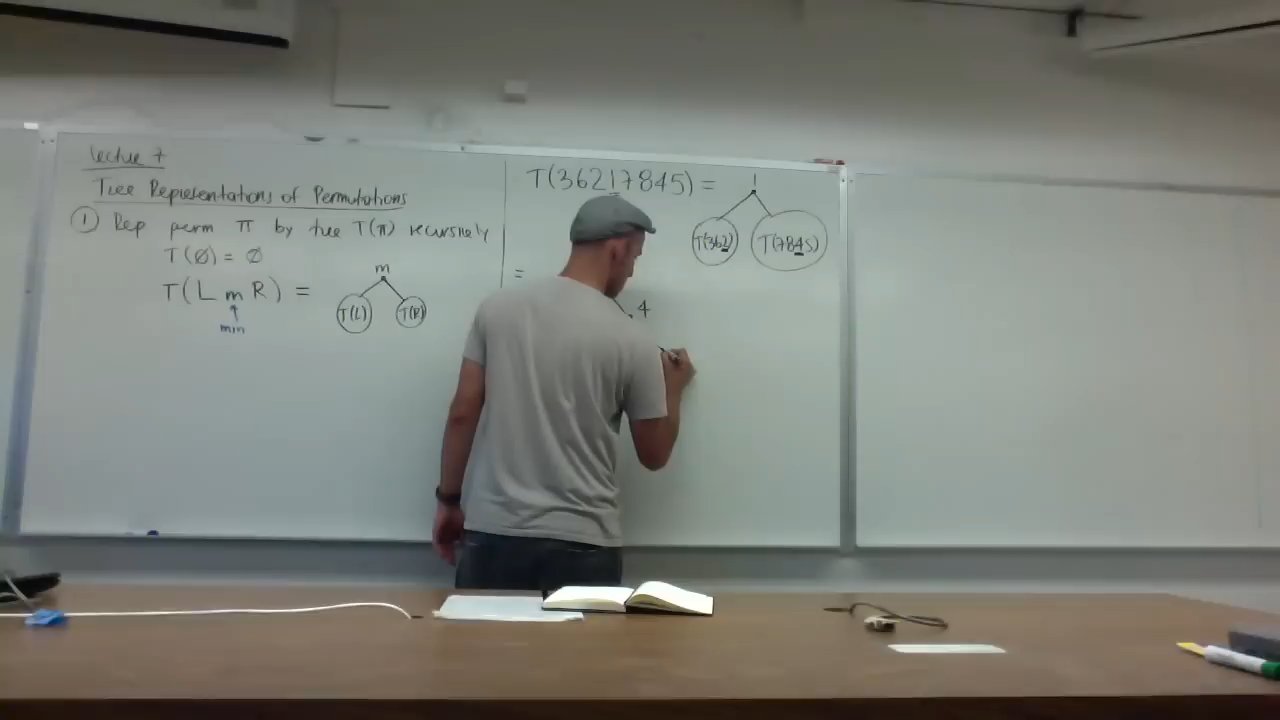 Lecture 7
Tree Representations of Permutations
① Rep perm π by tree T(π) recursively
T(∅) = ∅
T(L m R) =
min
m
T(L) T(R)
T(36217845) =
1
T(362) T(7845)
=
4